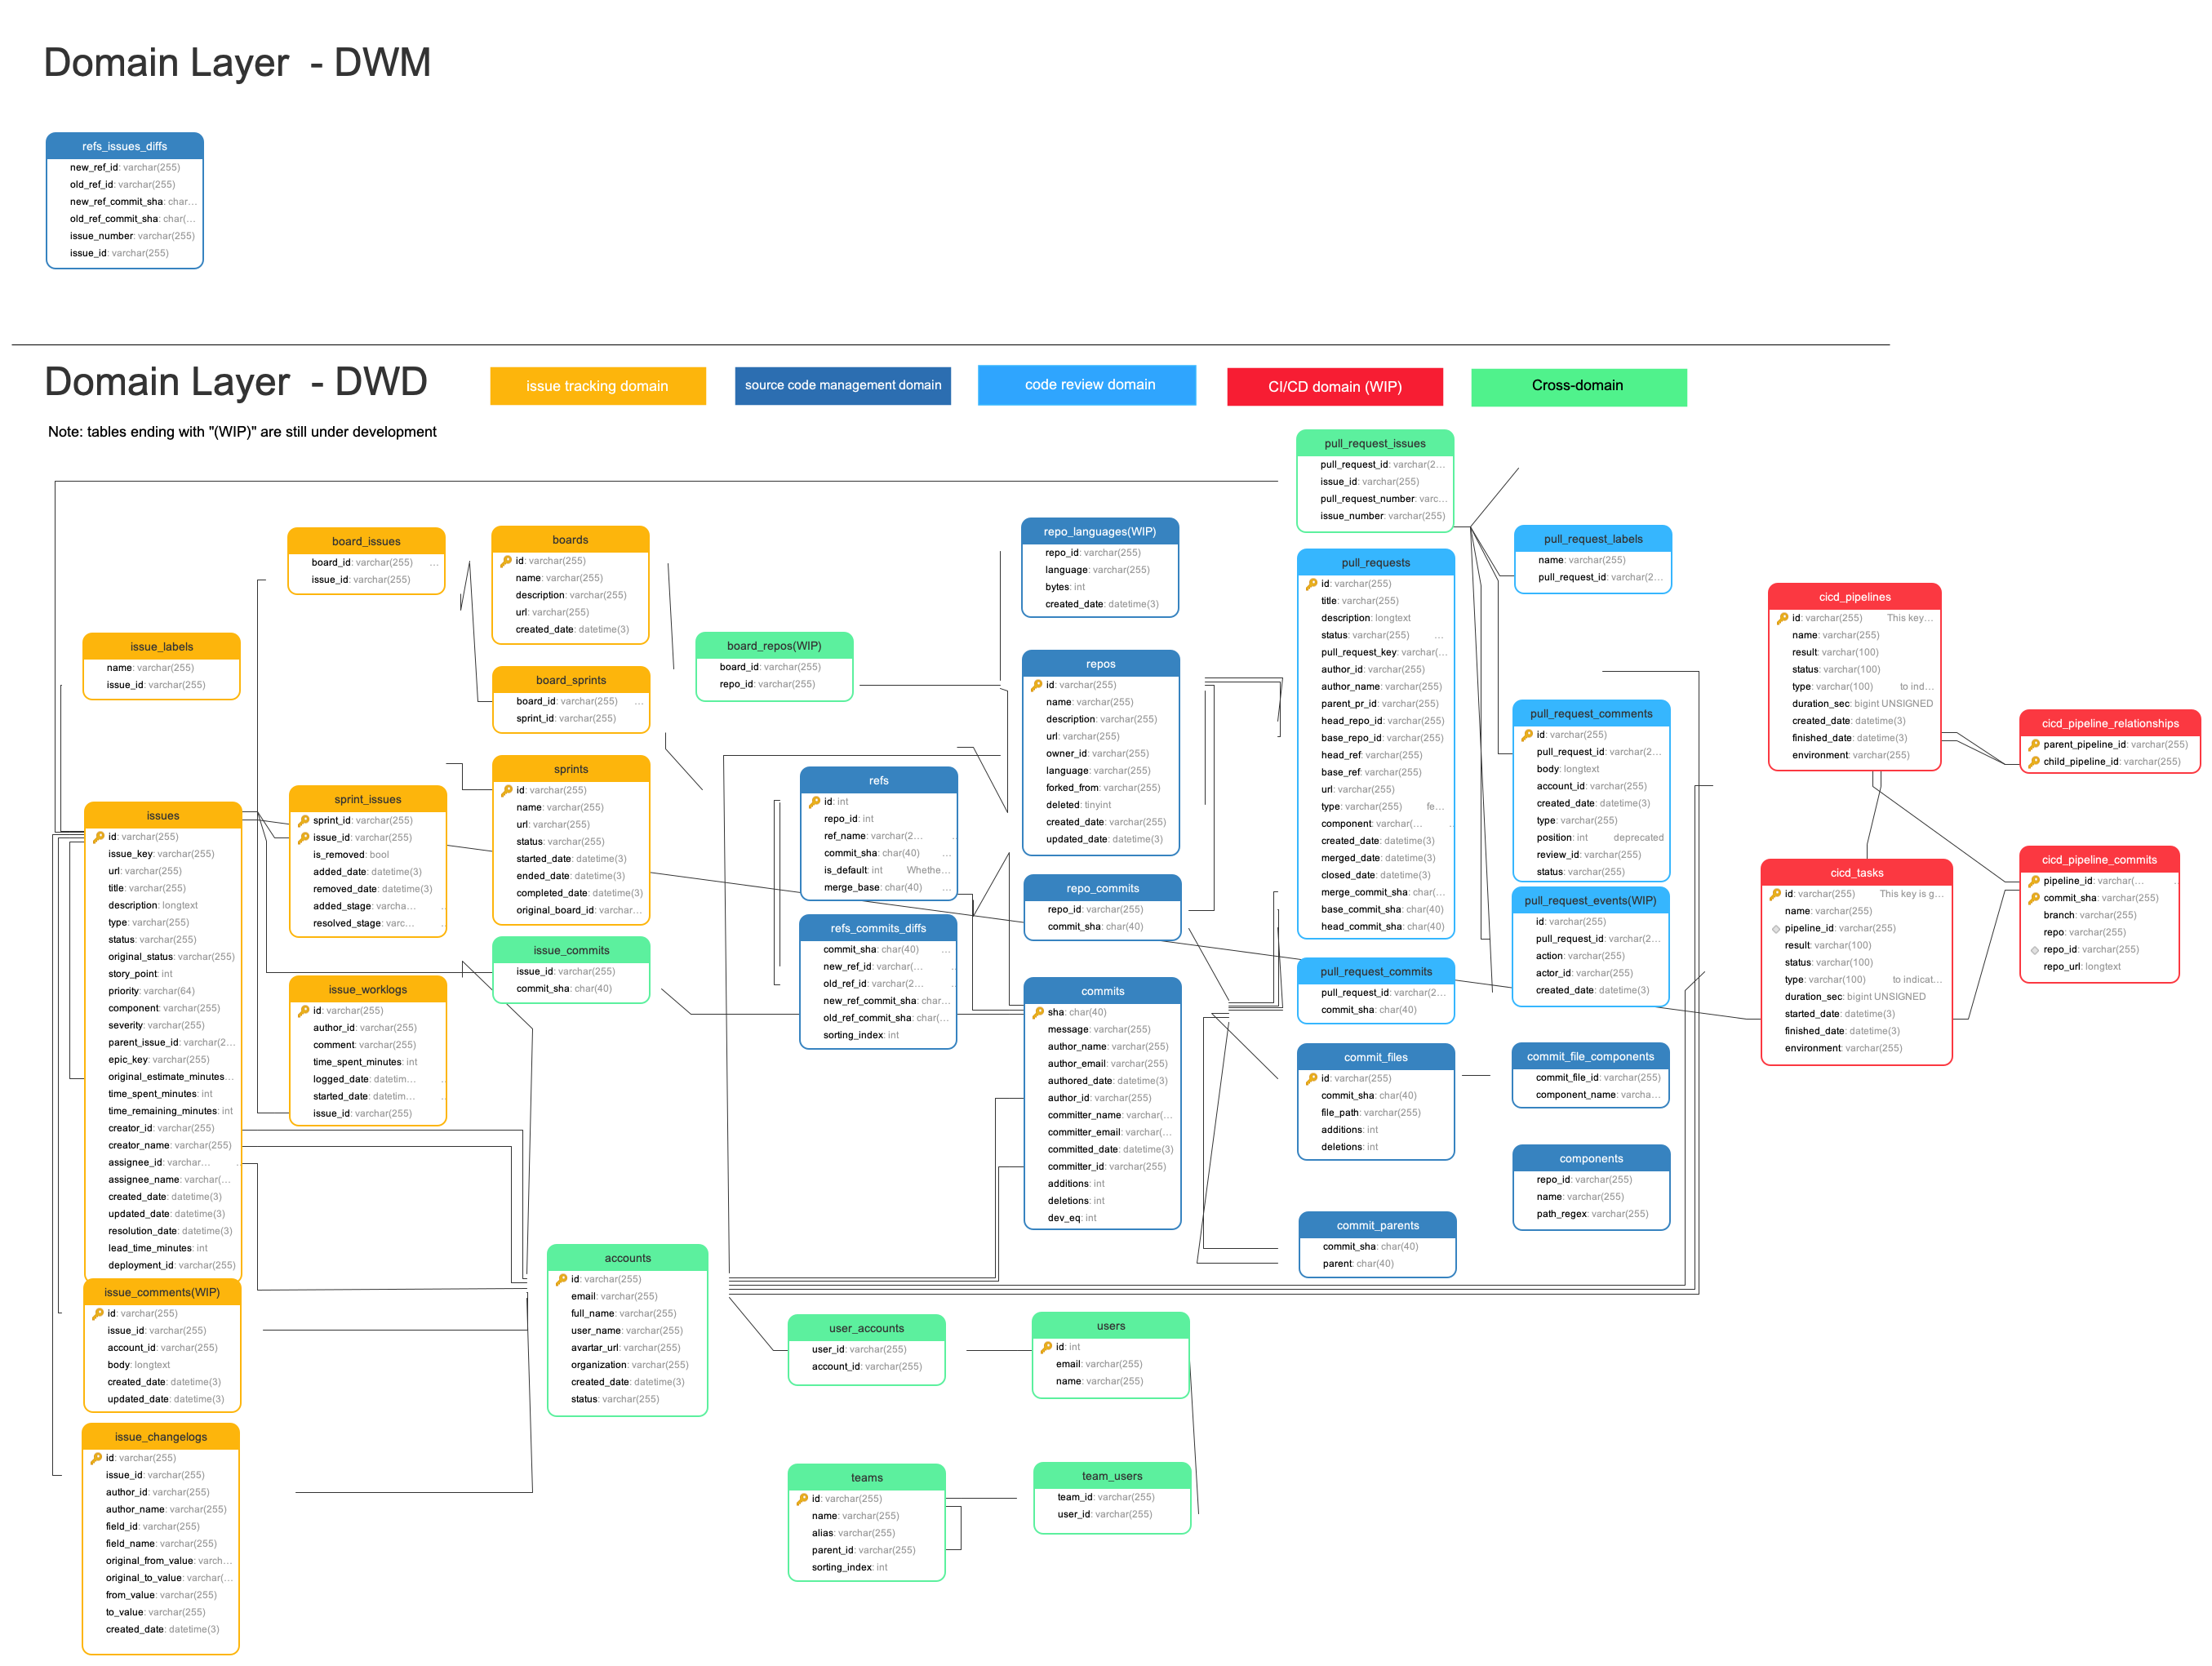 Domain Layer - DWM
refs_issues_diffs
new_ref_id: varchar(255)
old_ref_id: varchar(255)
new_ref_commit_sha: char...
old_ref_commit_sha: char(...
issue_number: varchar(255)
issue_id: varchar(255)
Domain Layer - DWD
issue tracking domain
source code management domain
code review domain
CI/CD domain (WIP)
Cross-domain
Note: tables ending with "(WIP)" are still under development
issue_labels
name: varchar(255)
issue_id: varchar(255)
issues
id: varchar(255)
issue_key: varchar(255)
url: varchar(255)
title: varchar(255)
description: longtext
type: varchar(255)
status: varchar(255)
original_status: varchar(255)
story_point: int
priority: varchar(64)
component: varchar(255)
severity: varchar(255)
parent_issue_id: varchar(2...
epic_key: varchar(255)
original_estimate_minutes...
time_spent_minutes: int
time_remaining_minutes: int
creator_id: varchar(255)
creator_name: varchar(255)
assignee_id: varchar... ..
assignee_name: varchar(...
created_date: datetime(3)
updated_date: datetime(3)
resolution_date: datetime(3)
lead_time_minutes: int
deployment_id: varchar(255)
issue_comments(WIP)
id: varchar(255)
issue_id: varchar(255)
account_id: varchar(255)
body: longtext
created_date: datetime(3)
updated_date: datetime(3)
issue_changelogs
id: varchar(255)
issue_id: varchar(255)
author_id: varchar(255)
author_name: varchar(255)
field_id: varchar(255)
field_name: varchar(255)
original_from_value: varch...
original_to_value: varchar(...
from_value: varchar(255)
to_value: varchar(255)
created_date: datetime(3)
board_issues
board_id: varchar(255) ...
issue_id: varchar(255)
sprint_issues
sprint_id: varchar(255)
issue_id: varchar(255)
is_removed: bool
added_date: datetime(3)
removed_date: datetime(3)
added_stage: varcha... ..
resolved_stage: varc... ..
issue_worklogs
id: varchar(255)
author_id: varchar(255)
comment: varchar(255)
time_spent_minutes: int
logged_date: datetim... ..
started_date: datetim... ..
issue_id: varchar(255)
boards
id: varchar(255)
name: varchar(255)
description: varchar(255)
url: varchar(255)
created_date: datetime(3)
board_sprints
board_id: varchar(255) ...
sprint_id: varchar(255)
sprints
id: varchar(255)
name: varchar(255)
url: varchar(255)
status: varchar(255)
started_date: datetime(3)
ended_date: datetime(3)
completed_date: datetime(3)
original_board_id: varchar...
issue_commits
issue_id: varchar(255)
commit_sha: char(40)
accounts
id: varchar(255)
email: varchar(255)
full_name: varchar(255)
user_name: varchar(255)
avartar_url: varchar(255)
organization: varchar(255)
created_date: datetime(3)
status: varchar(255)
board_repos(WIP)
board_id: varchar(255)
repo_id: varchar(255)
refs
id: int
repo_id: int
ref_name: varchar(2... ..
commit_sha: char(40) ...
is_default: int Whethe...
merge_base: char(40) ...
refs_commits_diffs
commit_sha: char(40) ...
new_ref_id: varchar(... ..
old_ref_id: varchar(2... ..
new_ref_commit_sha: char...
old_ref_commit_sha: char(...
sorting_index: int
user_accounts
user_id: varchar(255)
account_id: varchar(255)
teams
id: varchar(255)
name: varchar(255)
alias: varchar(255)
parent_id: varchar(255)
sorting_index: int
repo_languages(WIP)
repo_id: varchar(255)
language: varchar(255)
bytes: int
created_date: datetime(3)
repos
id: varchar(255)
name: varchar(255)
description: varchar(255)
url: varchar(255)
owner_id: varchar(255)
language: varchar(255)
forked_from: varchar(255)
deleted: tinyint
created_date: varchar(255)
updated_date: datetime(3)
repo_commits
repo_id: varchar(255)
commit_sha: char(40)
commits
sha: char(40)
message: varchar(255)
author_name: varchar(255)
author_email: varchar(255)
authored_date: datetime(3)
author_id: varchar(255)
committer_name: varchar(...
committer_email: varchar(...
committed_date: datetime(3)
committer_id: varchar(255)
additions: int
deletions: int
dev_eq: int
users
id: int
email: varchar(255)
name: varchar(255)
team_users
team_id: varchar(255)
user_id: varchar(255)
pull_request_issues
pull_request_id: varchar(2...
issue_id: varchar(255)
pull_request_number: varc...
issue_number: varchar(255)
pull_requests
id: varchar(255)
title: varchar(255)
description: longtext
status: varchar(255) ...
pull_request_key: varchar(...
author_id: varchar(255)
author_name: varchar(255)
parent_pr_id: varchar(255)
head_repo_id: varchar(255)
base_repo_id: varchar(255)
head_ref: varchar(255)
base_ref: varchar(255)
url: varchar(255)
type: varchar(255) fe...
component: varchar(... ..
created_date: datetime(3)
merged_date: datetime(3)
closed_date: datetime(3)
merge_commit_sha: char(...
base_commit_sha: char(40)
head_commit_sha: char(40)
pull_request_commits
pull_request_id: varchar(2...
commit_sha: char(40)
commit_files
id: varchar(255)
commit_sha: char(40)
file_path: varchar(255)
additions: int
deletions: int
commit_parents
commit_sha: char(40)
parent: char(40)
pull_request_labels
name: varchar(255)
pull_request_id: varchar(2...
pull_request_comments
id: varchar(255)
pull_request_id: varchar(2...
body: longtext
account_id: varchar(255)
created_date: datetime(3)
type: varchar(255)
position: int deprecated
review_id: varchar(255)
status: varchar(255)
pull_request_events(WIP)
id: varchar(255)
pull_request_id: varchar(2...
action: varchar(255)
actor_id: varchar(255)
created_date: datetime(3)
commit_file_components
commit_file_id: varchar(255)
component_name: varcha...
components
repo_id: varchar(255)
name: varchar(255)
path_regex: varchar(255)
cicd_pipelines
id: varchar(255) This key...
name: varchar(255)
result: varchar(100)
status: varchar(100)
type: varchar(100) to ind...
duration_sec: bigint UNSIGNED
created_date: datetime(3)
finished_date: datetime(3)
environment: varchar(255)
cicd_tasks
id: varchar(255) This key is g...
name: varchar(255)
pipeline_id: varchar(255)
result: varchar(100)
status: varchar(100)
type: varchar(100) to indicat...
duration_sec: bigint UNSIGNED
started_date: datetime(3)
finished_date: datetime(3)
environment: varchar(255)
cicd_pipeline_relationships
parent_pipeline_id: varchar(255)
child_pipeline_id: varchar(255)
cicd_pipeline_commits
pipeline_id: varchar(... ..
commit_sha: varchar(255)
branch: varchar(255)
repo: varchar(255)
repo_id: varchar(255)
repo_url: longtext